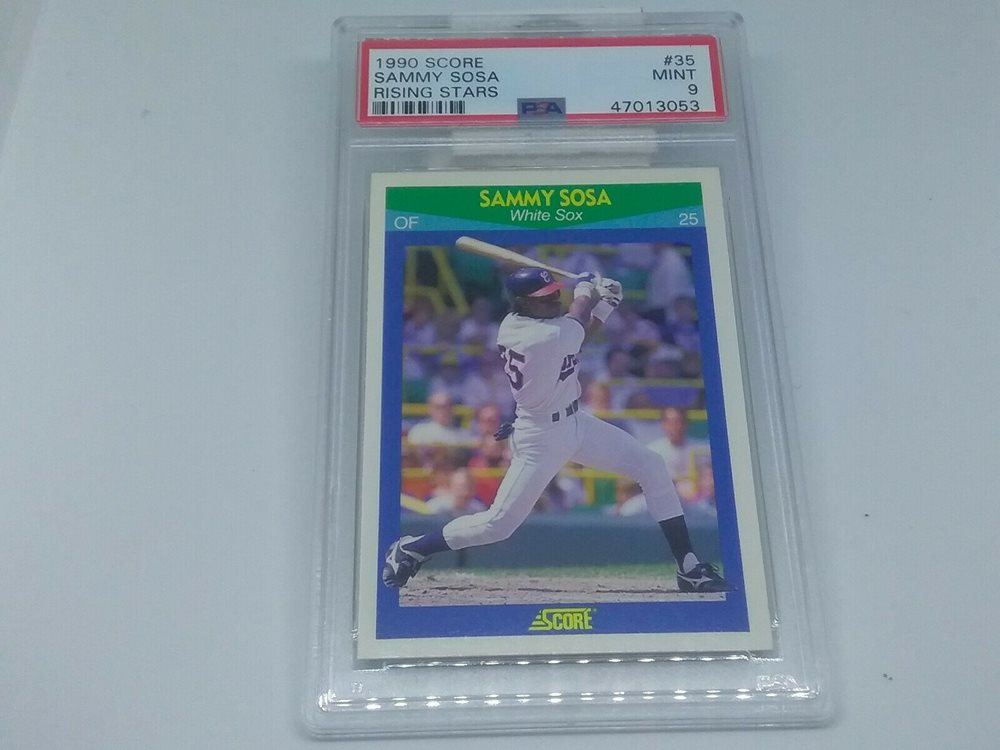 1990 SCORE #35
SAMMY SOSA MINT
RISING STARS 9
PSA 47013053
SAMMY SOSA
White Sox
OF 25
SCORE